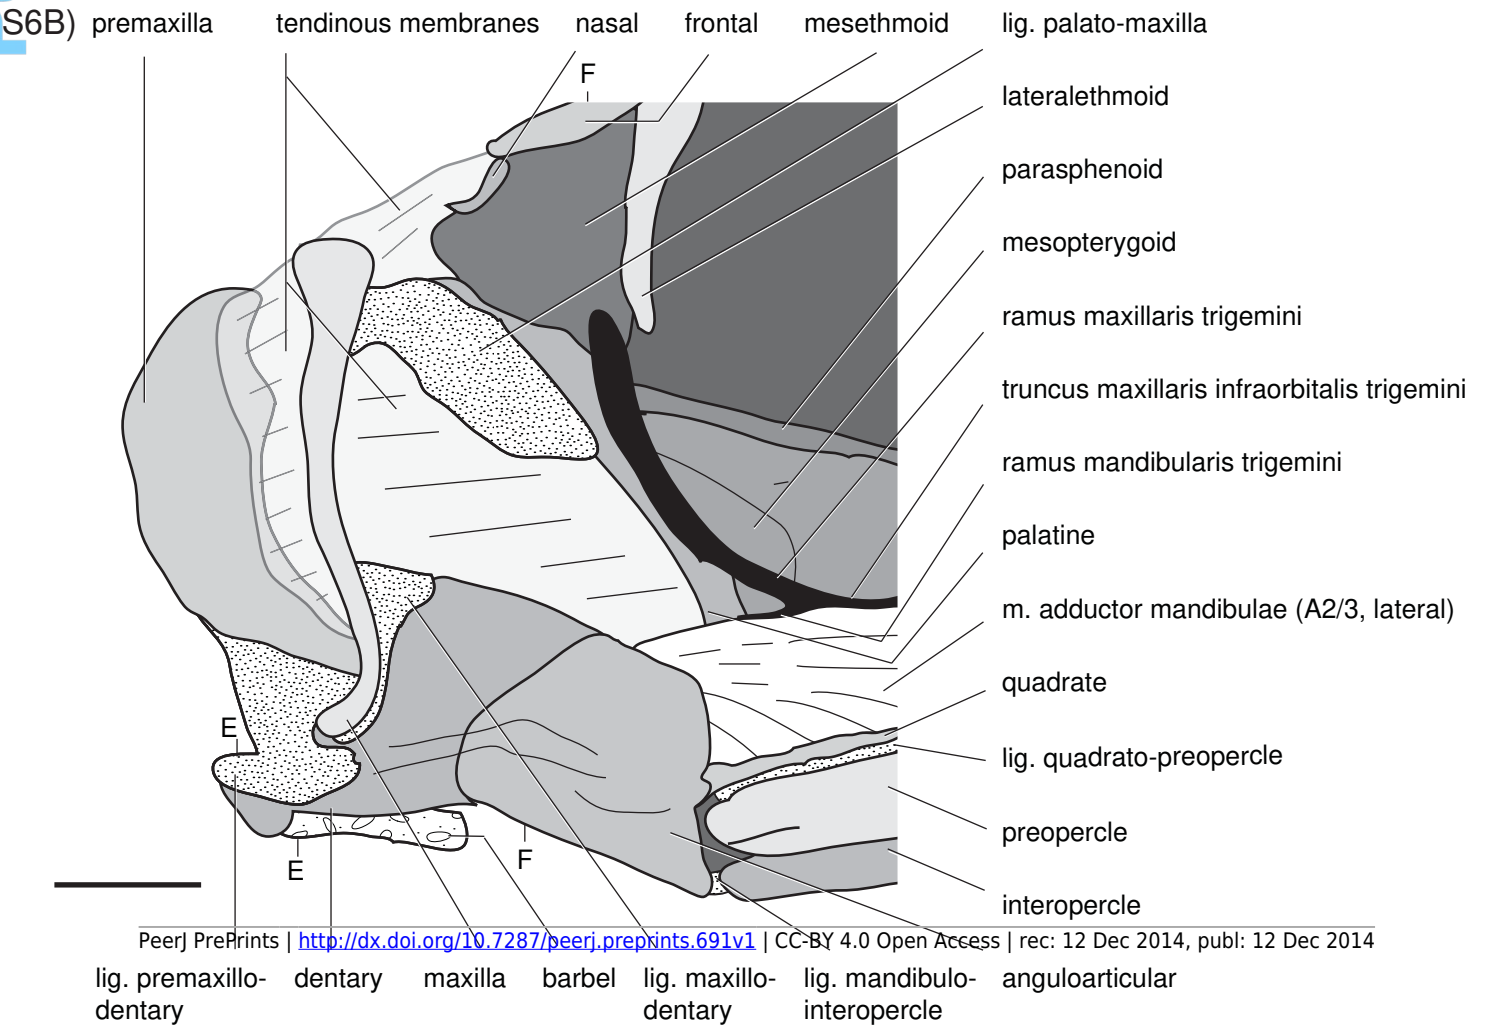 S6B) premaxilla tendinous membranes nasal frontal mesethmoid lig. palato-maxilla
F
lateralethmoid
parasphenoid
mesopterygoid
ramus maxillaris trigemini
truncus maxillaris infraorbitalis trigemini
ramus mandibularis trigemini
palatine
m. adductor mandibulae (A2/3, lateral)
quadrate
E
lig. quadrato-preopercle
preopercle
F
E
interopercle
PeerJ PrePrints | http://dx.doi.org/10.7287/peerj.preprints.691v1 | CC-BY 4.0 Open Access | rec: 12 Dec 2014, publ: 12 Dec 2014
lig. premaxillo- dentary maxilla barbel lig. maxillo- lig. mandibulo- anguloarticular
dentary dentary interopercle